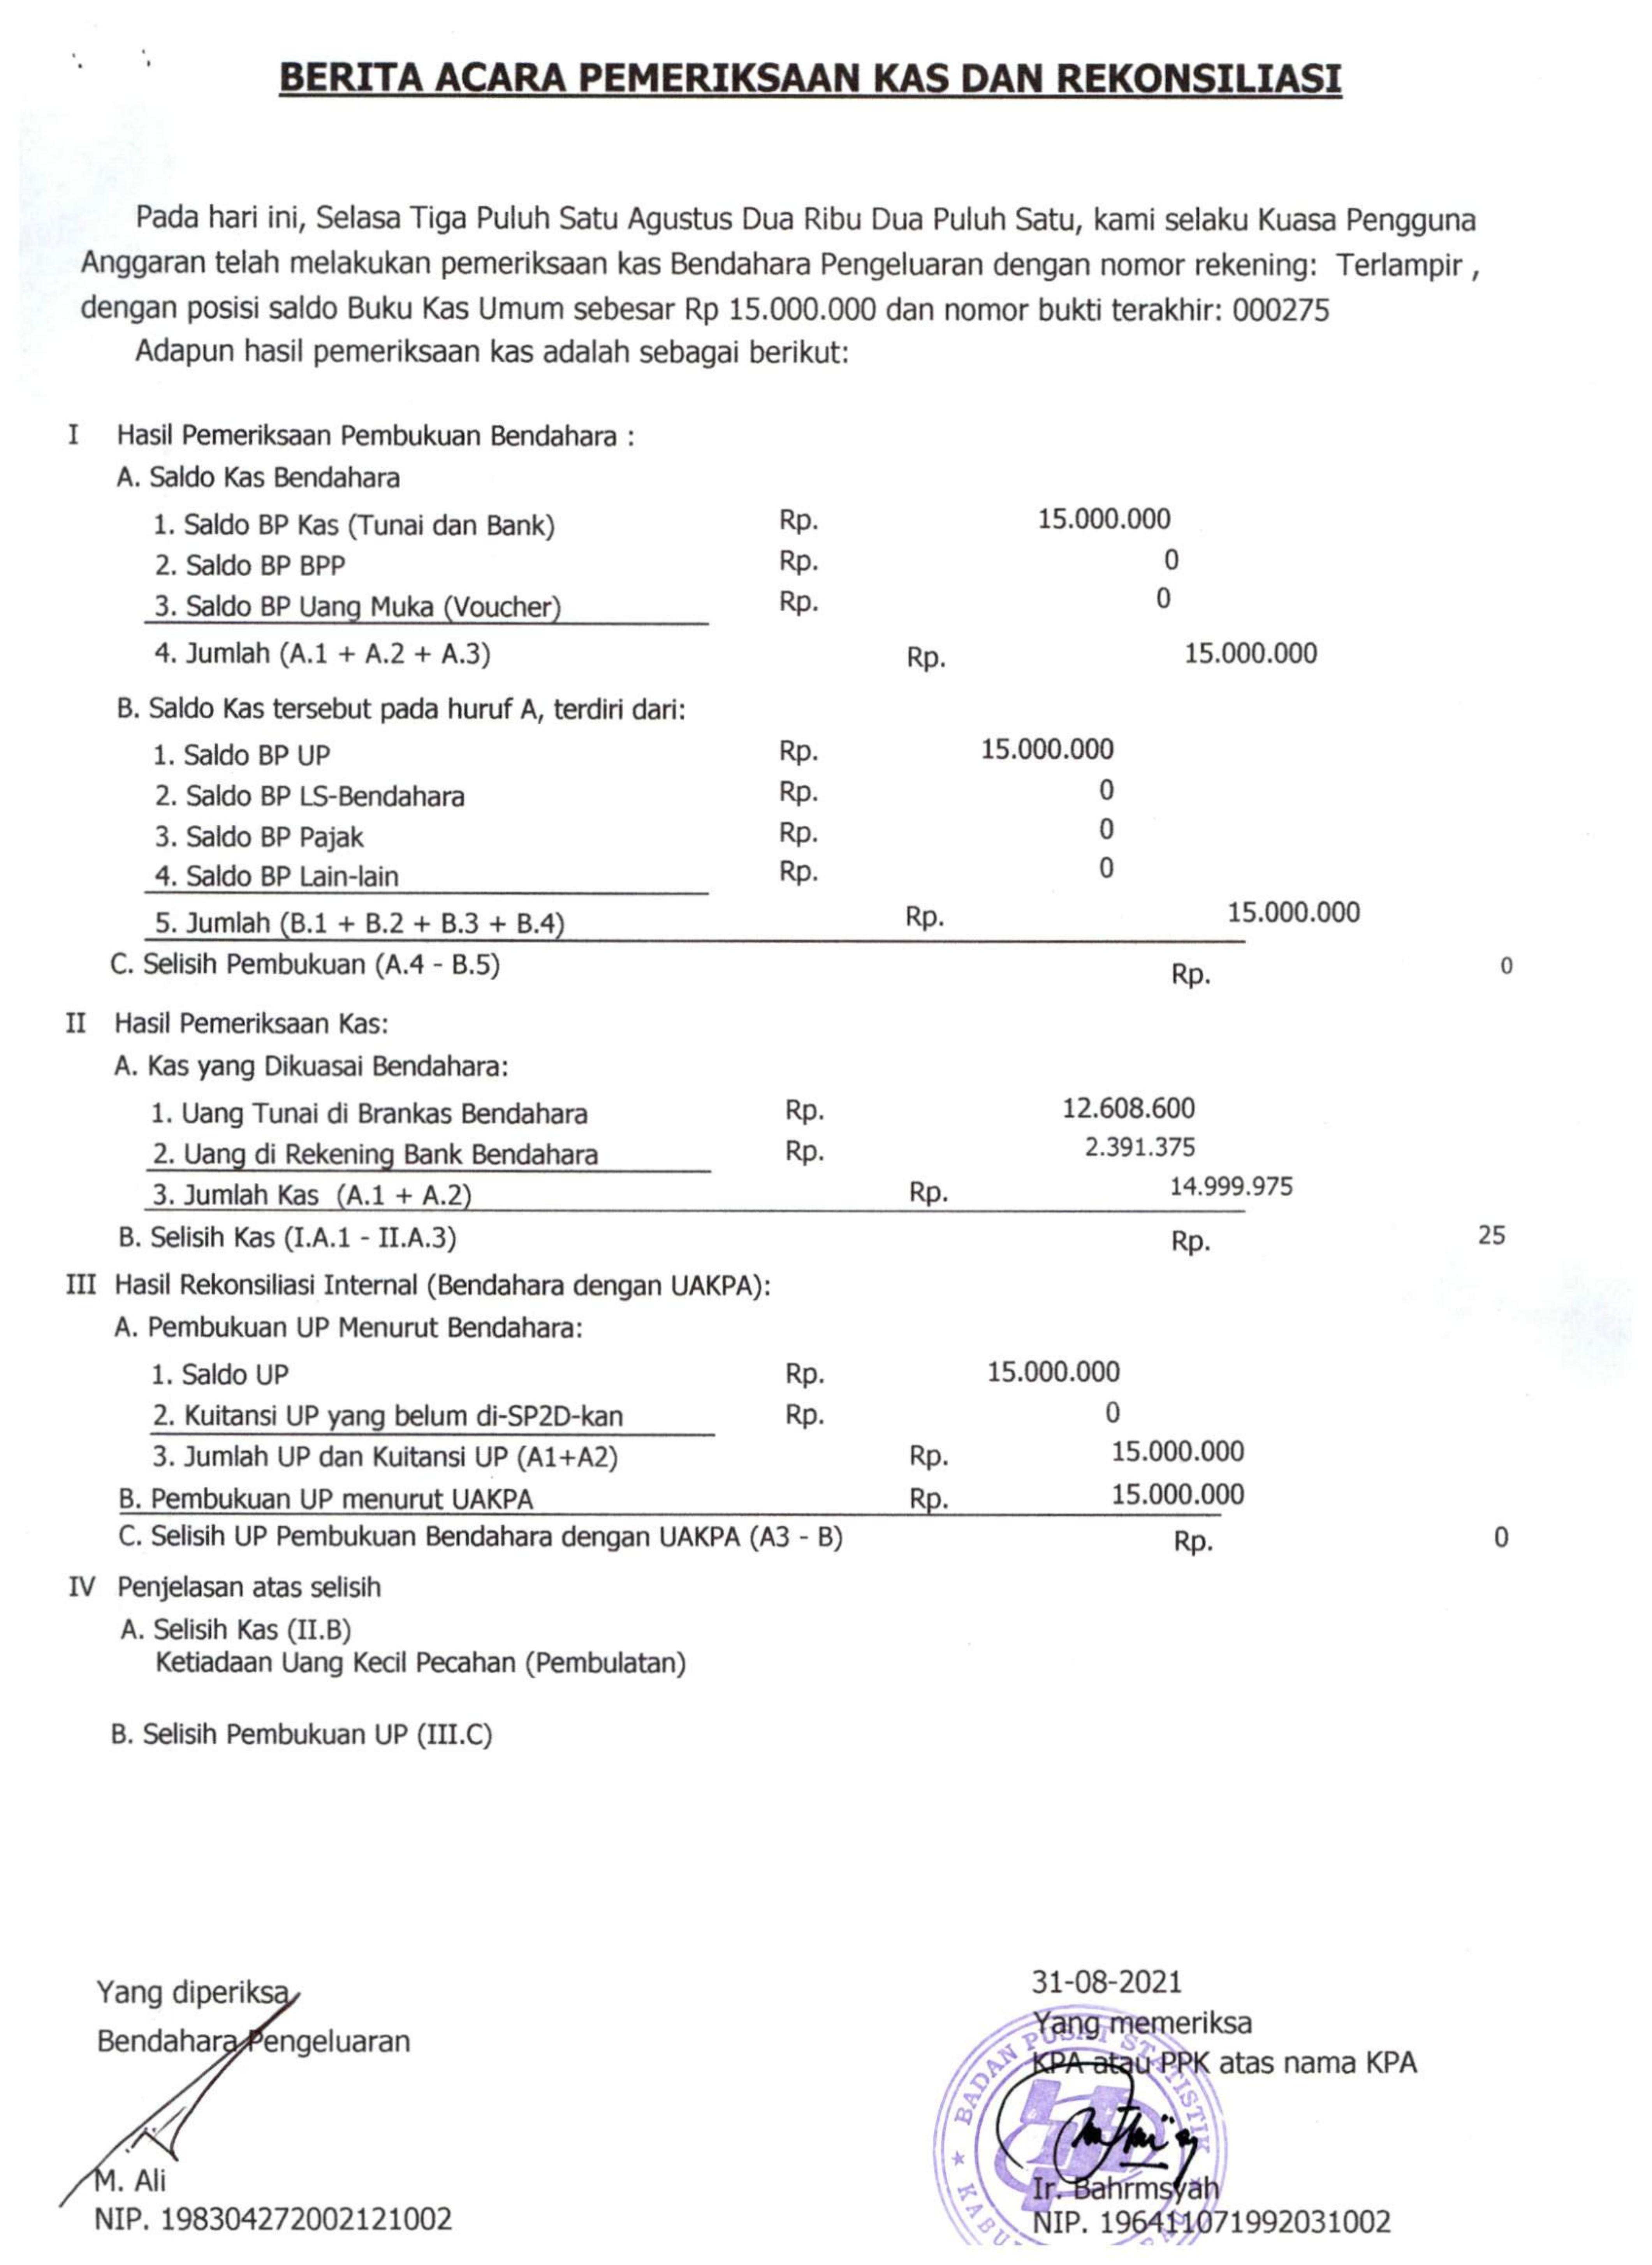 BERITA ACARA PEMERIKSAAN KAS DAN REKONSILIASI
Pada hari ini, Selasa Tiga Puluh Satu Agustus Dua Ribu Dua Puluh Satu, kami selaku Kuasa Pengguna
Anggaran telah melakukan pemeriksaan kas Bendahara Pengeluaran dengan nomor rekening: Terlampir ,
dengan posisi saldo Buku Kas Umum sebesar Rp 15.000.000 dan nomor bukti terakhir: 000275
Adapun hasil pemeriksaan kas adalah sebagai berikut:
I Hasil Pemeriksaan Pembukuan Bendahara :
A. Saldo Kas Bendahara
1. Saldo BP Kas (Tunai dan Bank) Rp. 15.000.000
2. Saldo BP BPP Rp. 0
3. Saldo BP Uang Muka (Voucher) Rp. 0
4. Jumlah (A.1 + A.2 + A.3) Rp. 15.000.000
B. Saldo Kas tersebut pada huruf A, terdiri dari:
1. Saldo BP UP Rp. 15.000.000
2. Saldo BP LS-Bendahara Rp. 0
3. Saldo BP Pajak Rp. 0
4. Saldo BP Lain-lain Rp. 0
5. Jumlah (B.1 + B.2 + B.3 + B.4) Rp. 15.000.000
C. Selisih Pembukuan (A.4 - B.5) Rp. 0
II Hasil Pemeriksaan Kas:
A. Kas yang Dikuasai Bendahara:
1. Uang Tunai di Brankas Bendahara Rp. 12.608.600
2. Uang di Rekening Bank Bendahara Rp. 2.391.375
3. Jumlah Kas (A.1 + A.2) Rp. 14.999.975
B. Selisih Kas (I.A.1 - II.A.3) Rp. 25
III Hasil Rekonsiliasi Internal (Bendahara dengan UAKPA):
A. Pembukuan UP Menurut Bendahara:
1. Saldo UP Rp. 15.000.000
2. Kuitansi UP yang belum di-SP2D-kan Rp. 0
3. Jumlah UP dan Kuitansi UP (A1+A2) Rp. 15.000.000
B. Pembukuan UP menurut UAKPA Rp. 15.000.000
C. Selisih UP Pembukuan Bendahara dengan UAKPA (A3 - B) Rp. 0
IV Penjelasan atas selisih
A. Selisih Kas (II.B)
Ketiadaan Uang Kecil Pecahan (Pembulatan)
B. Selisih Pembukuan UP (III.C)
31-08-2021
Yang diperiksa Yang memeriksa
Bendahara Pengeluaran KPA atau PPK atas nama KPA
BADAN PUSAT STATISTIK
M. Ali Ir. Bahrmsyah
NIP. 198304272002121002 NIP. 196411071992031002